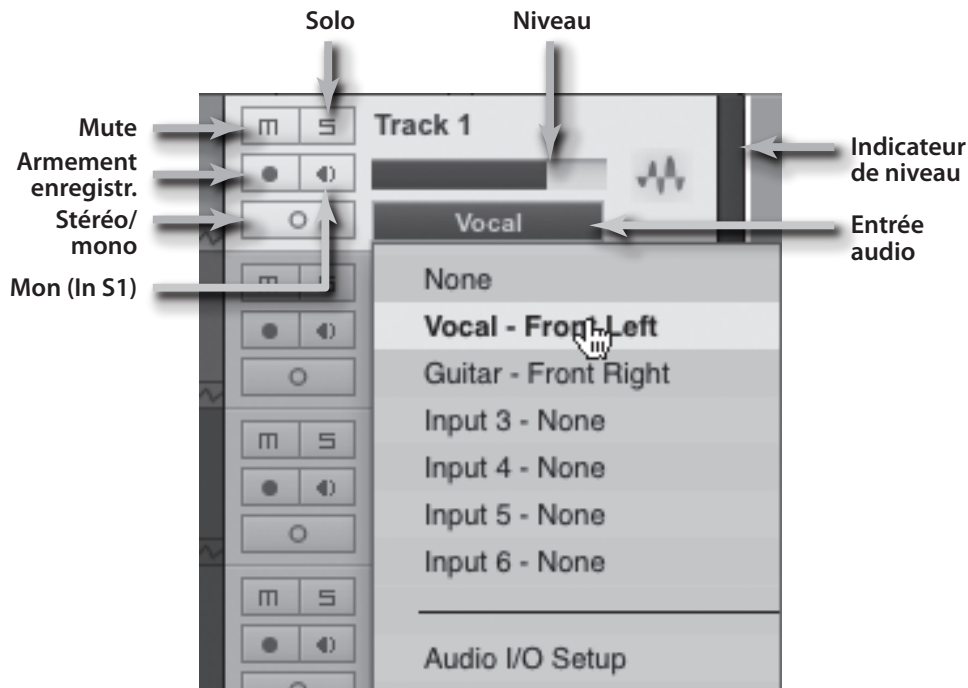 Solo
Niveau
Mute
Armement
enregistr.
Stéréo/
mono
Mon (In S1)
Indicateur
de niveau
Entrée
audio
m S Track 1
Vocal
None
m S
Vocal - Front Left
Guitar - Front Right
Input 3 - None
m S
Input 4 - None
Input 5 - None
Input 6 - None
m S
Audio I/O Setup